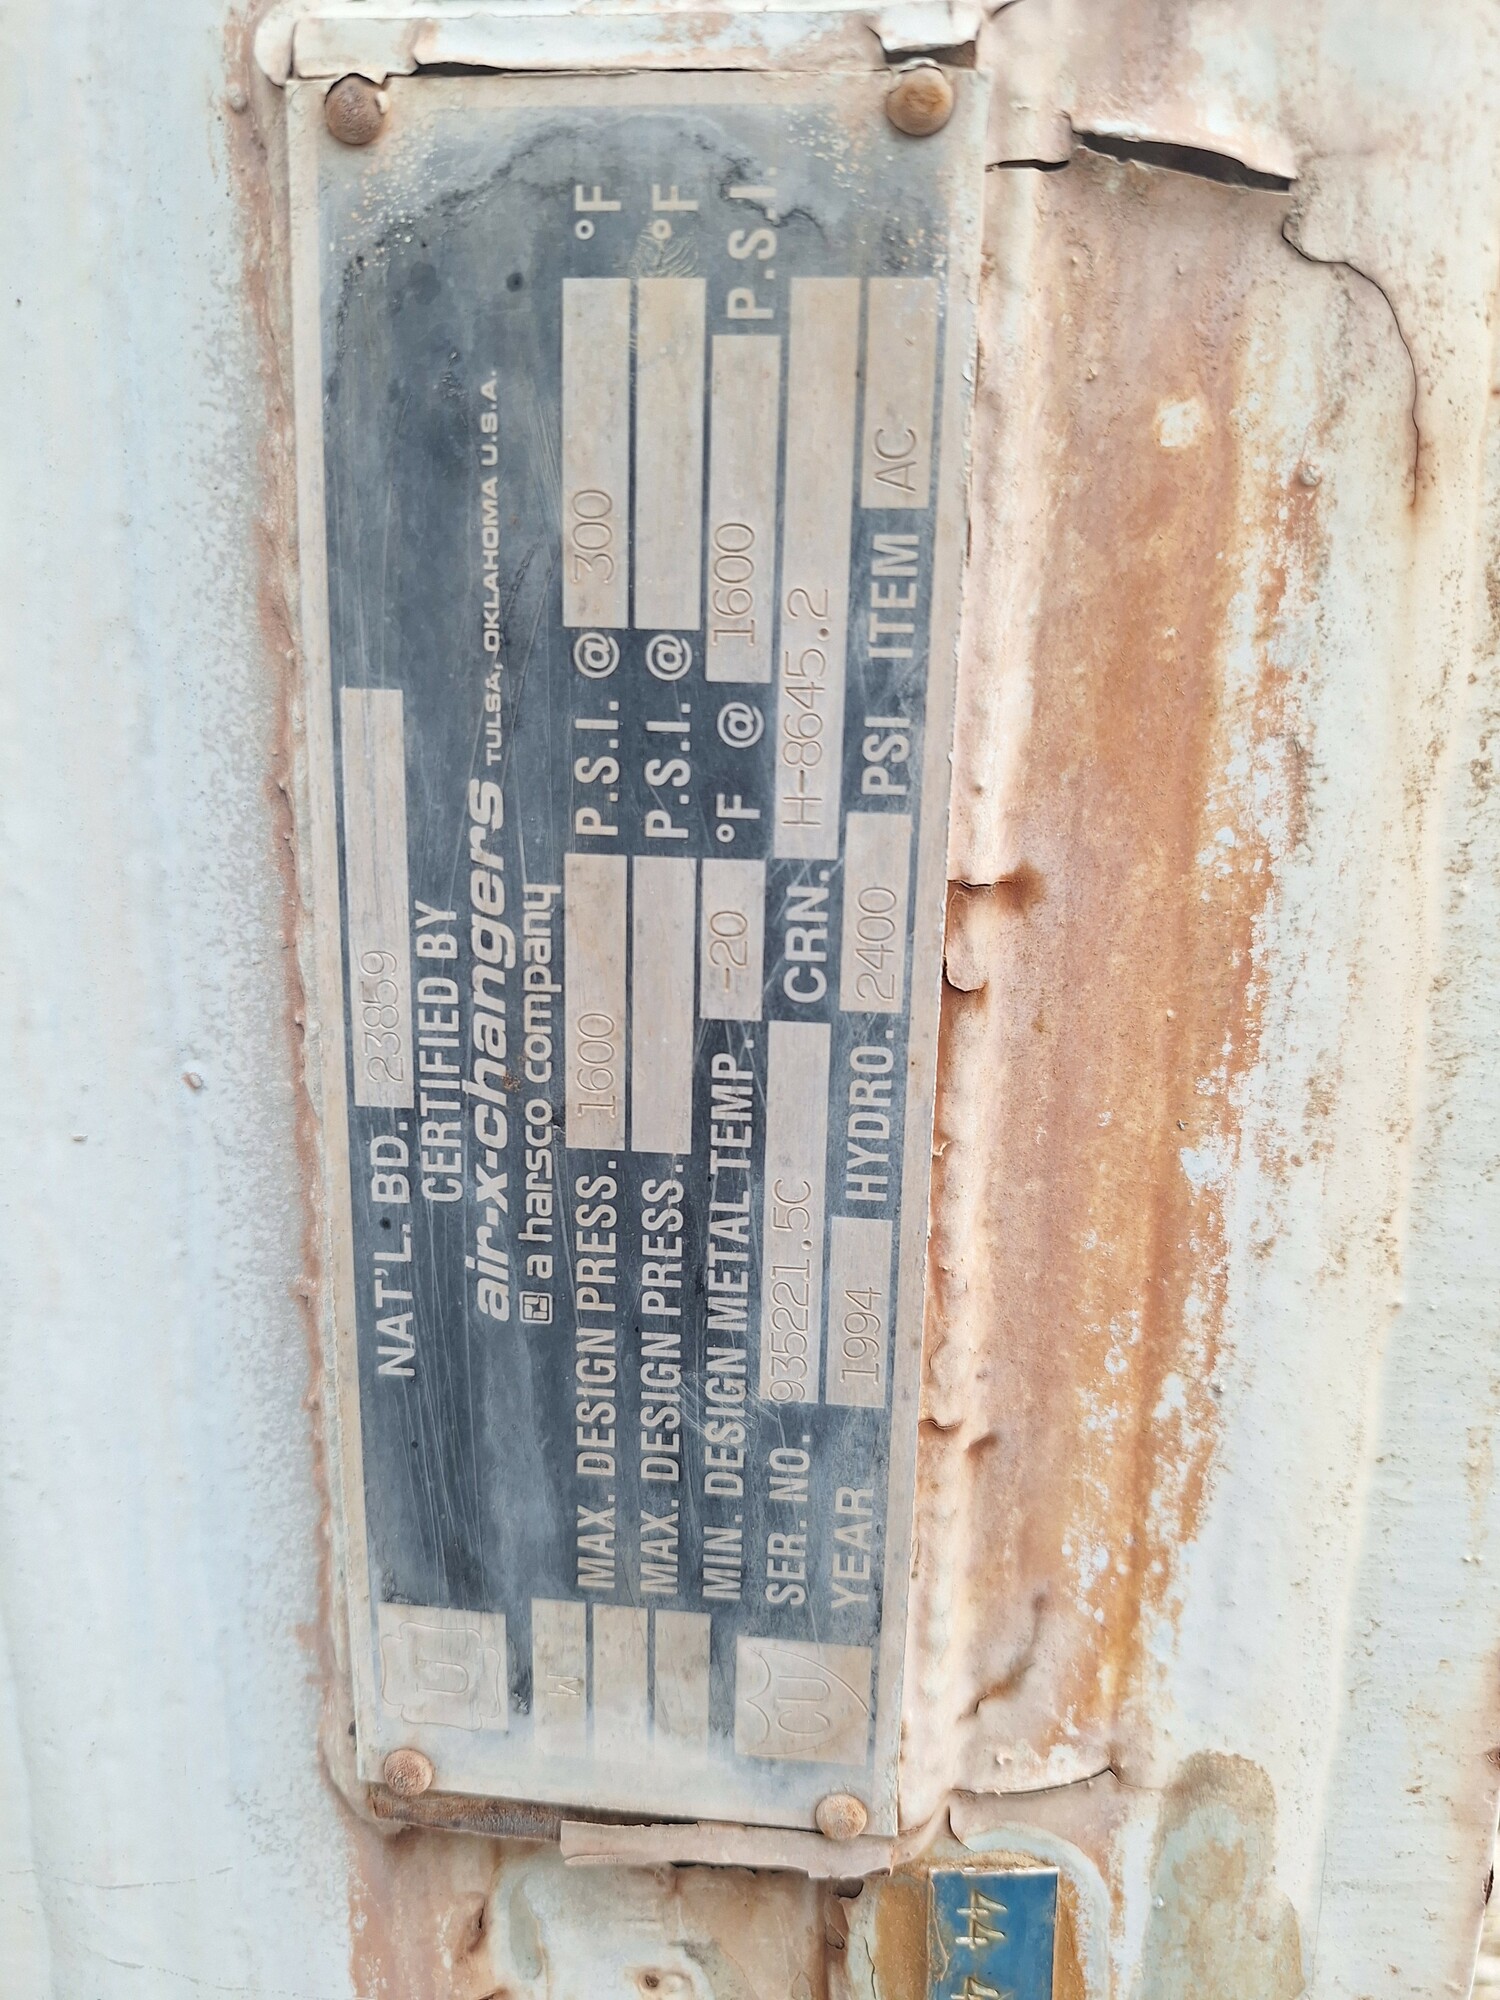 NAT'L. BD. 23859
CERTIFIED BY
air-x-changers TULSA, OKLAHOMA U.S.A.
a harsco company
U
W
MAX. DESIGN PRESS. 1600 P.S.I. @ 300 °F
MAX. DESIGN PRESS. P.S.I. @ °F
MIN. DESIGN METAL TEMP. -20 °F @ 1600 P.S.I.
SER. NO. 935221.5C CRN. H-8645.2
YEAR 1994 HYDRO. 2400 PSI ITEM AC
CU
44